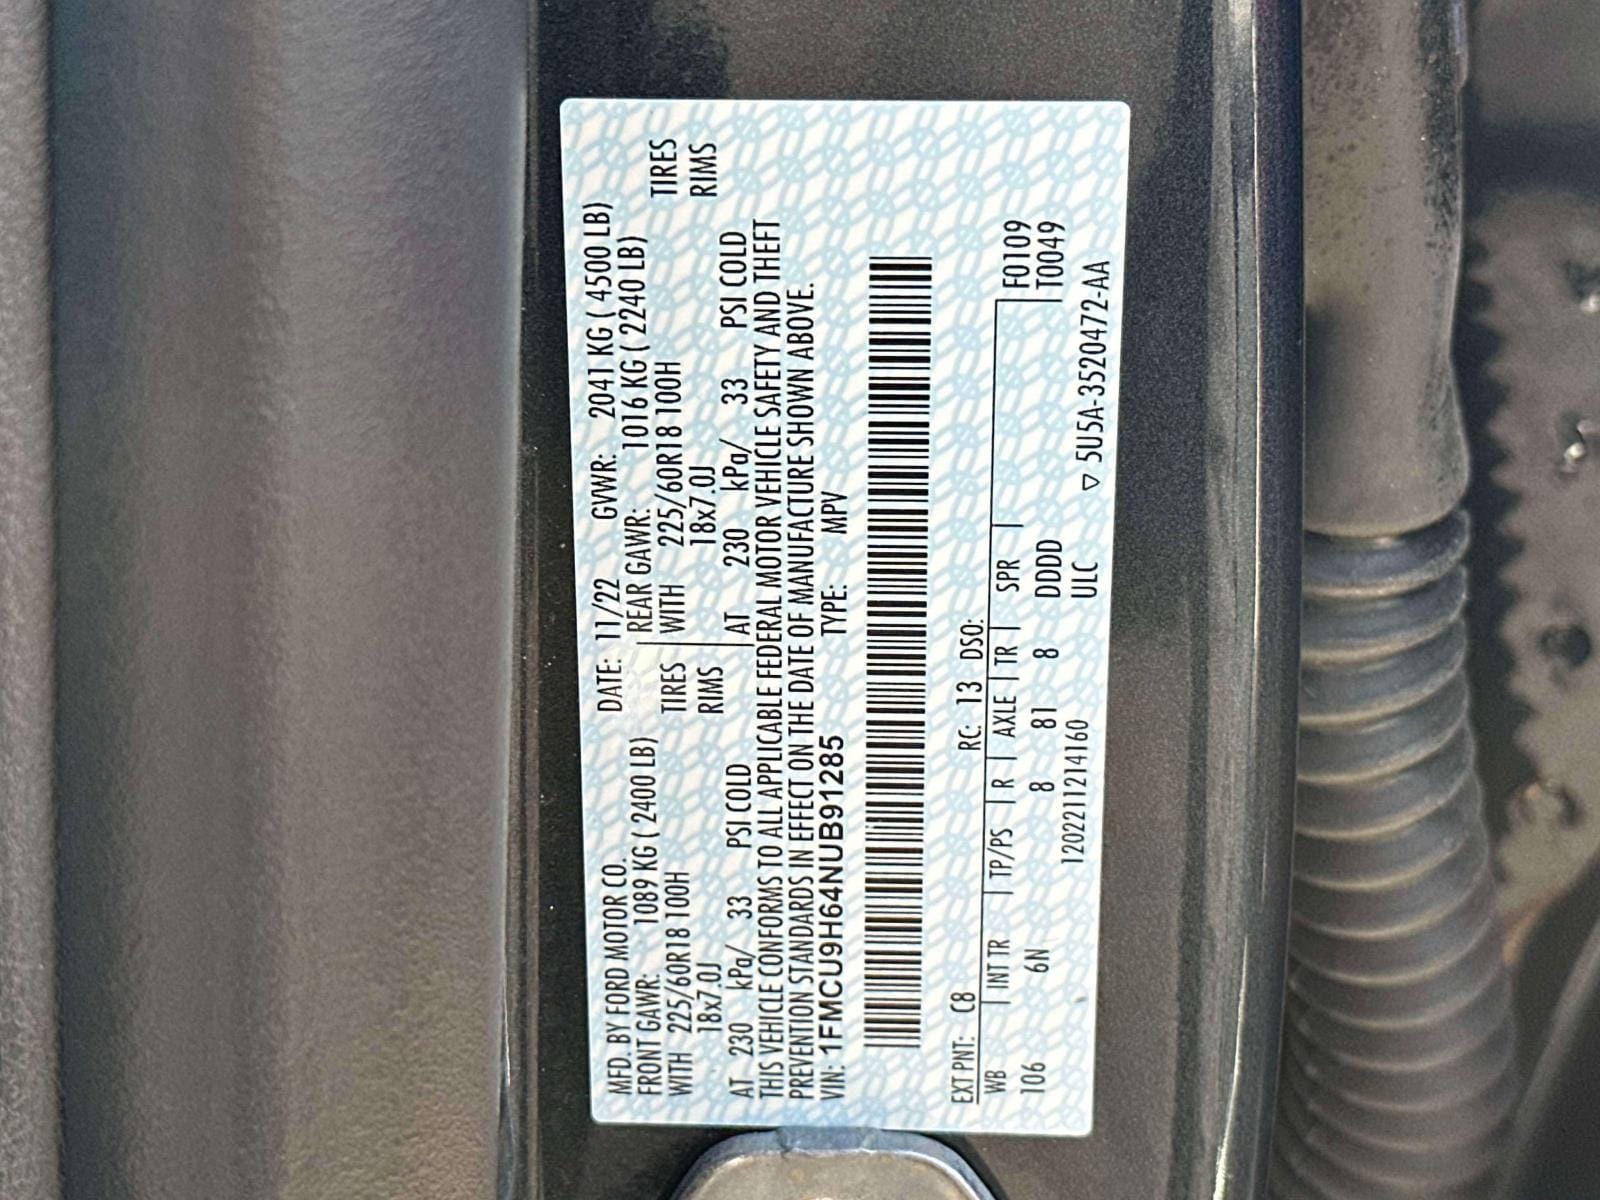 MFD. BY FORD MOTOR CO. DATE: 11/22 GVWR: 2041 KG ( 4500 LB)
FRONT GAWR: 1089 KG ( 2400 LB) REAR GAWR: 1016 KG ( 2240 LB)
WITH 225/60R18 100H TIRES WITH 225/60R18 100H TIRES
18x7.0J RIMS 18x7.0J RIMS
AT 230 kPa/ 33 PSI COLD AT 230 kPa/ 33 PSI COLD
THIS VEHICLE CONFORMS TO ALL APPLICABLE FEDERAL MOTOR VEHICLE SAFETY AND THEFT
PREVENTION STANDARDS IN EFFECT ON THE DATE OF MANUFACTURE SHOWN ABOVE.
VIN: 1FMCU9H64NUB91285 TYPE: MPV
EXT PNT: C8 RC: 13 DSO:
WB INT TR TP/PS R AXLE TR SPR F0109
106 6N 8 81 8 DDDD T0049
1202211214160 ULC
▽ 5U5A-3520472-AA